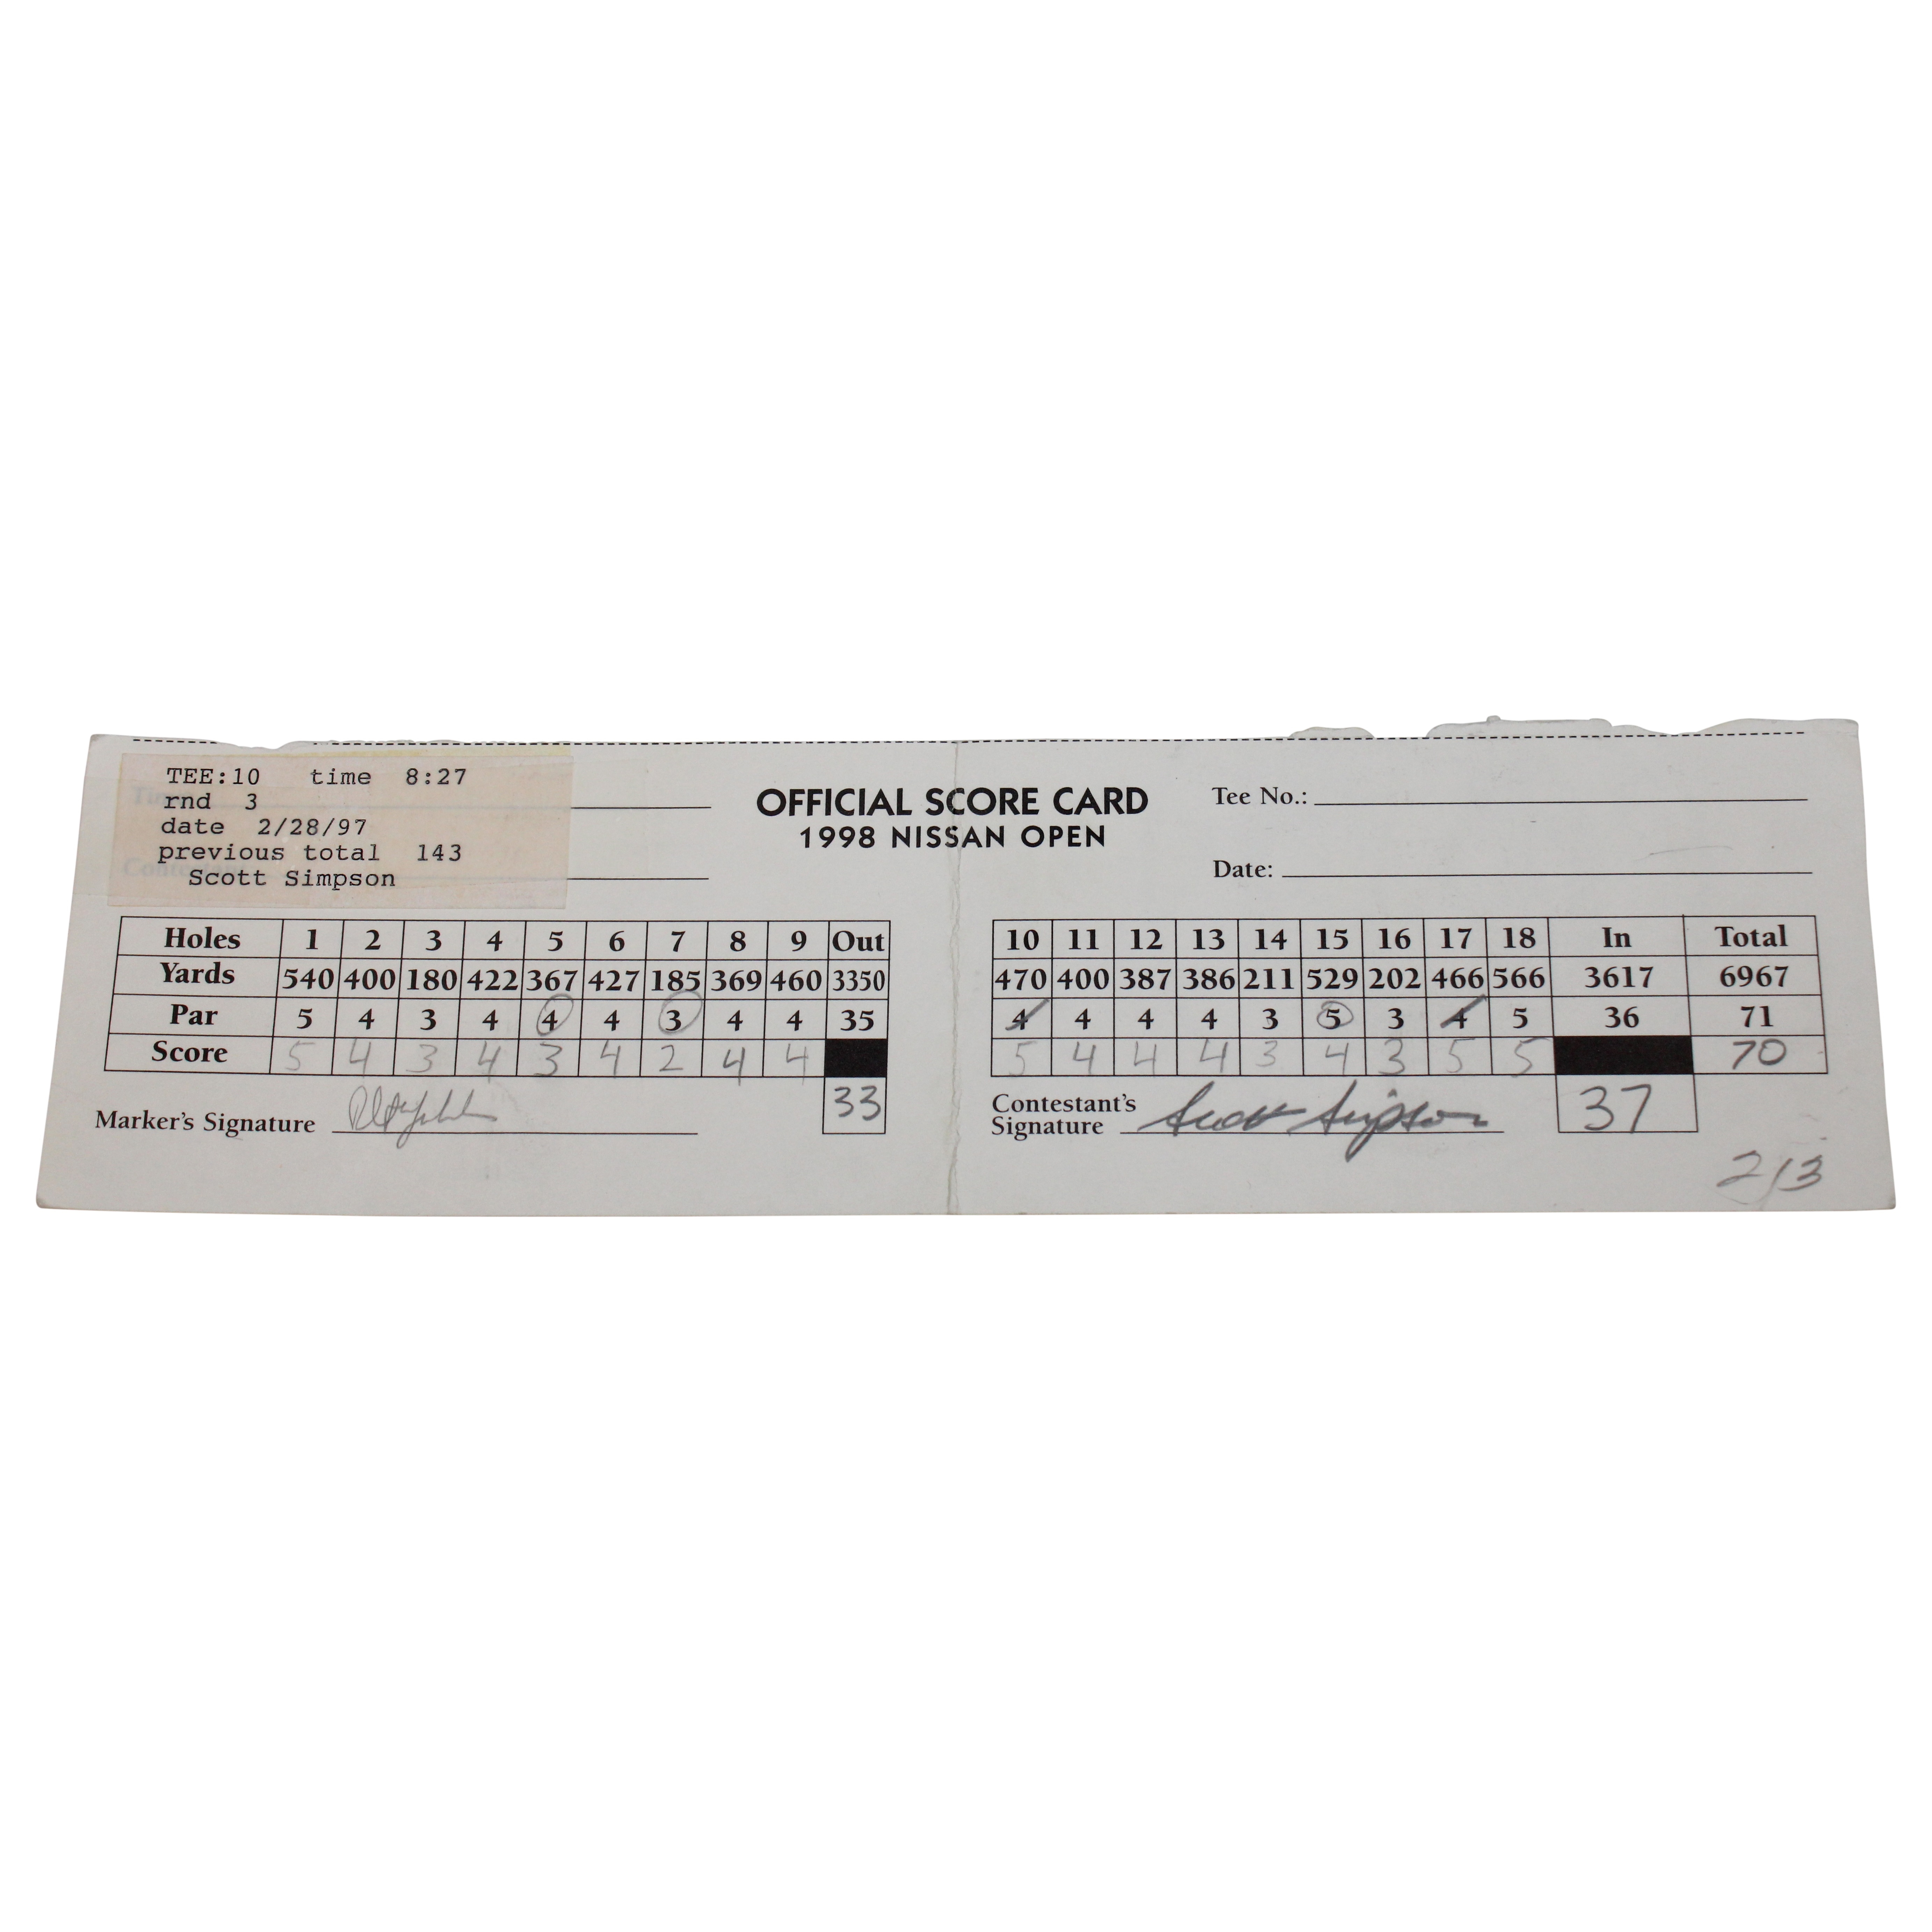 TEE:10 time 8:27
rnd 3
date 2/28/97
previous total 143
Scott Simpson
OFFICIAL SCORE CARD
1998 NISSAN OPEN
Tee No.:
Date:
Holes 1 2 3 4 5 6 7 8 9 Out
Yards 540 400 180 422 367 427 185 369 460 3350
Par 5 4 3 4 4 4 3 4 4 35
Score 5 4 3 4 3 4 2 4 4
33
Marker's Signature
10 11 12 13 14 15 16 17 18 In Total
470 400 387 386 211 529 202 466 566 3617 6967
4 4 4 4 3 5 3 4 5 36 71
5 4 4 4 3 4 3 5 5 70
Contestant's
Signature Scott Simpson 37
213